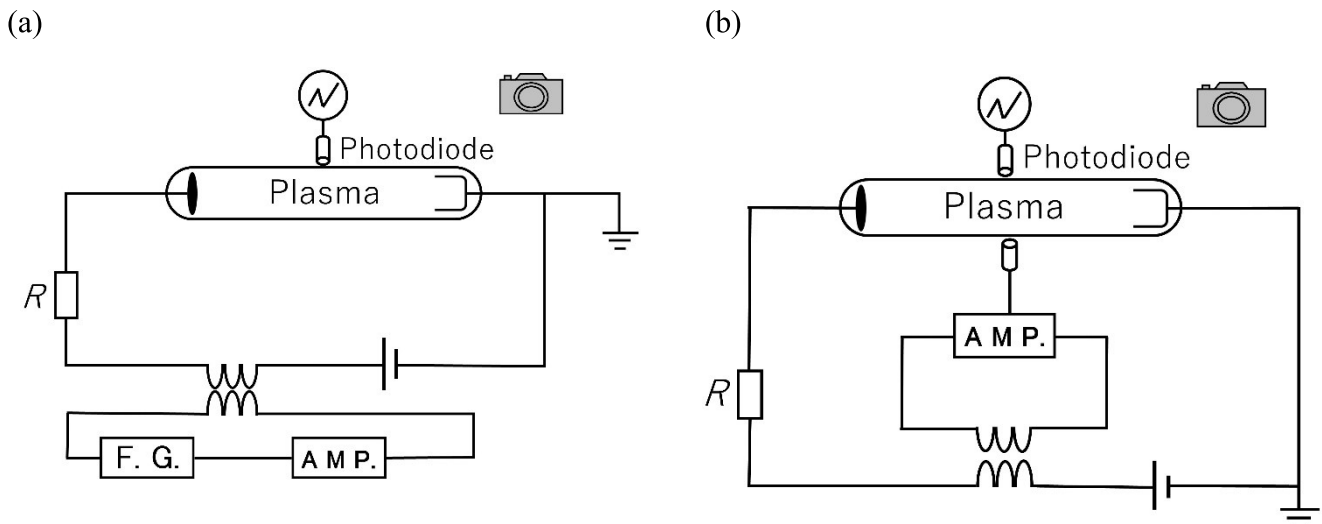 (a)
Photodiode
Plasma
R
F. G.
AMP.
(b)
Photodiode
Plasma
AMP.
R